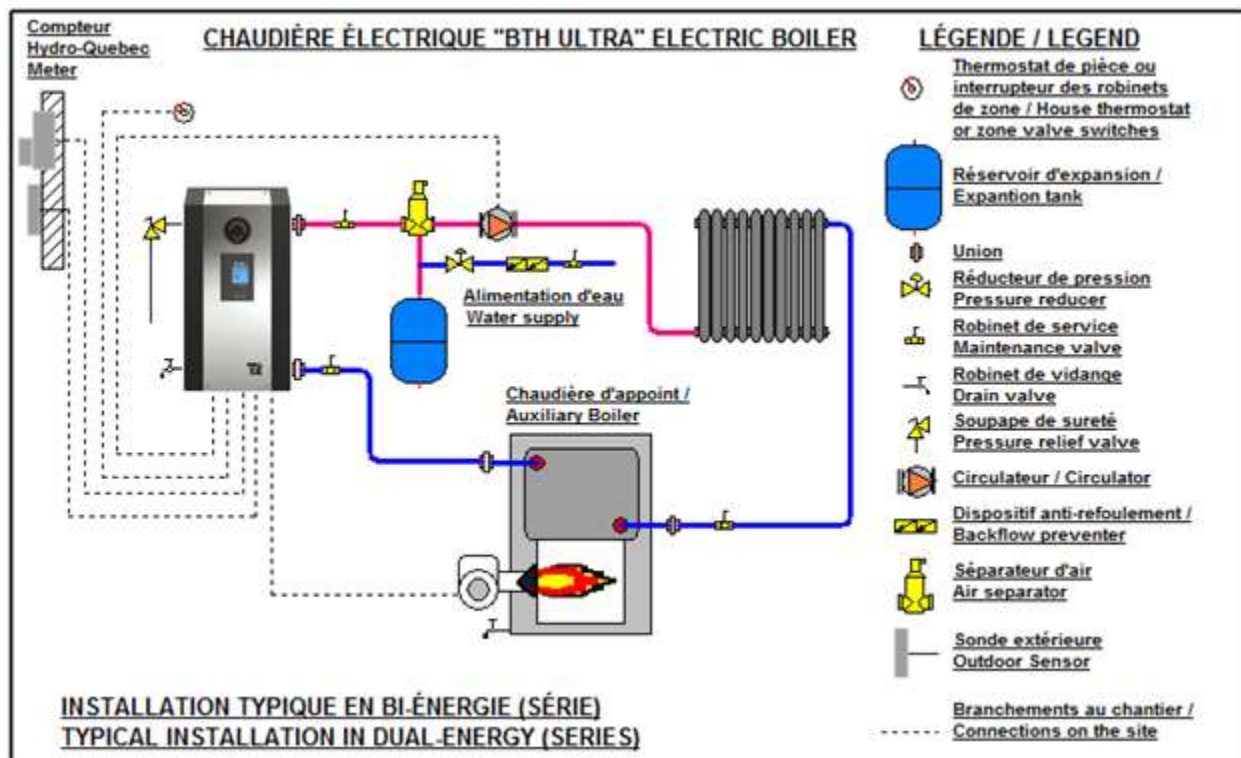 Compteur
Hydro-Quebec
Meter
CHAUDIÈRE ÉLECTRIQUE "BTH ULTRA" ELECTRIC BOILER
Alimentation d'eau
Water supply
Chaudière d'appoint /
Auxiliary Boiler
INSTALLATION TYPIQUE EN BI-ÉNERGIE (SÉRIE)
TYPICAL INSTALLATION IN DUAL-ENERGY (SERIES)
LÉGENDE / LEGEND
Thermostat de pièce ou
interrupteur des robinets
de zone / House thermostat
or zone valve switches
Réservoir d'expansion /
Expantion tank
Union
Réducteur de pression
Pressure reducer
Robinet de service
Maintenance valve
Robinet de vidange
Drain valve
Soupape de sureté
Pressure relief valve
Circulateur / Circulator
Dispositif anti-refoulement /
Backflow preventer
Séparateur d'air
Air separator
Sonde extérieure
Outdoor Sensor
Branchements au chantier /
Connections on the site